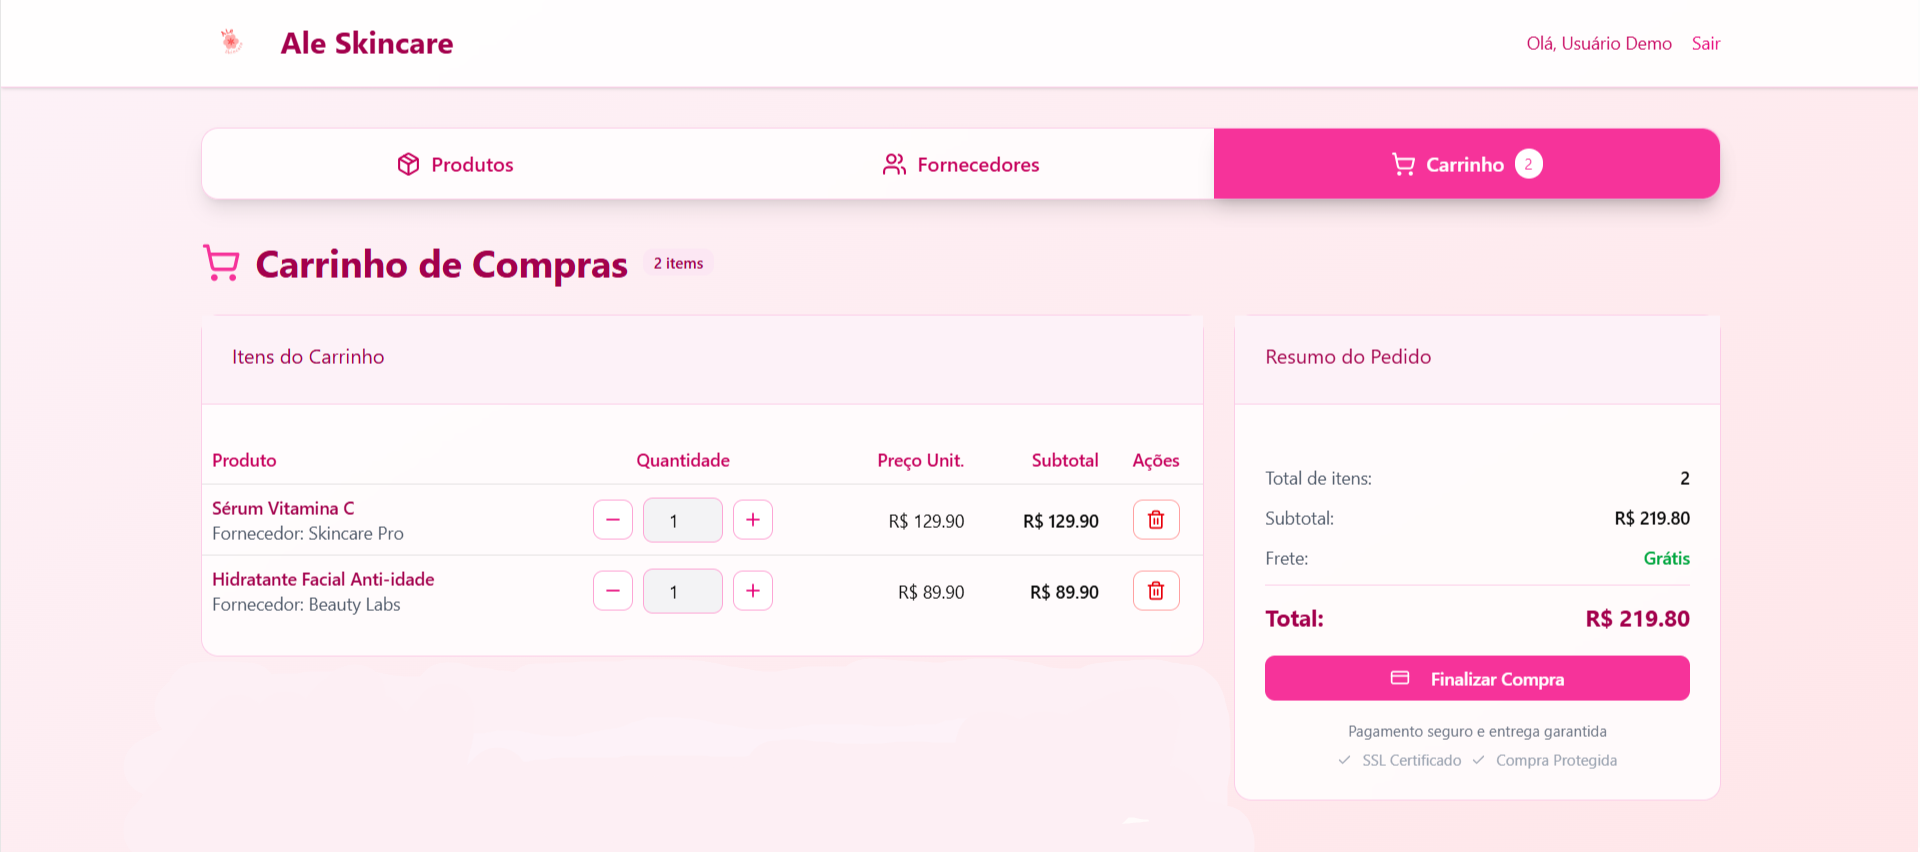 Ale Skincare
Olá, Usuário Demo Sair
Produtos
Fornecedores
Carrinho 2
Carrinho de Compras 2 items
Itens do Carrinho
Produto Quantidade Preço Unit. Subtotal Ações
Sérum Vitamina C
Fornecedor: Skincare Pro
1 R$ 129.90 R$ 129.90
Hidratante Facial Anti-idade
Fornecedor: Beauty Labs
1 R$ 89.90 R$ 89.90
Resumo do Pedido
Total de itens: 2
Subtotal: R$ 219.80
Frete: Grátis
Total: R$ 219.80
Finalizar Compra
Pagamento seguro e entrega garantida
SSL Certificado Compra Protegida